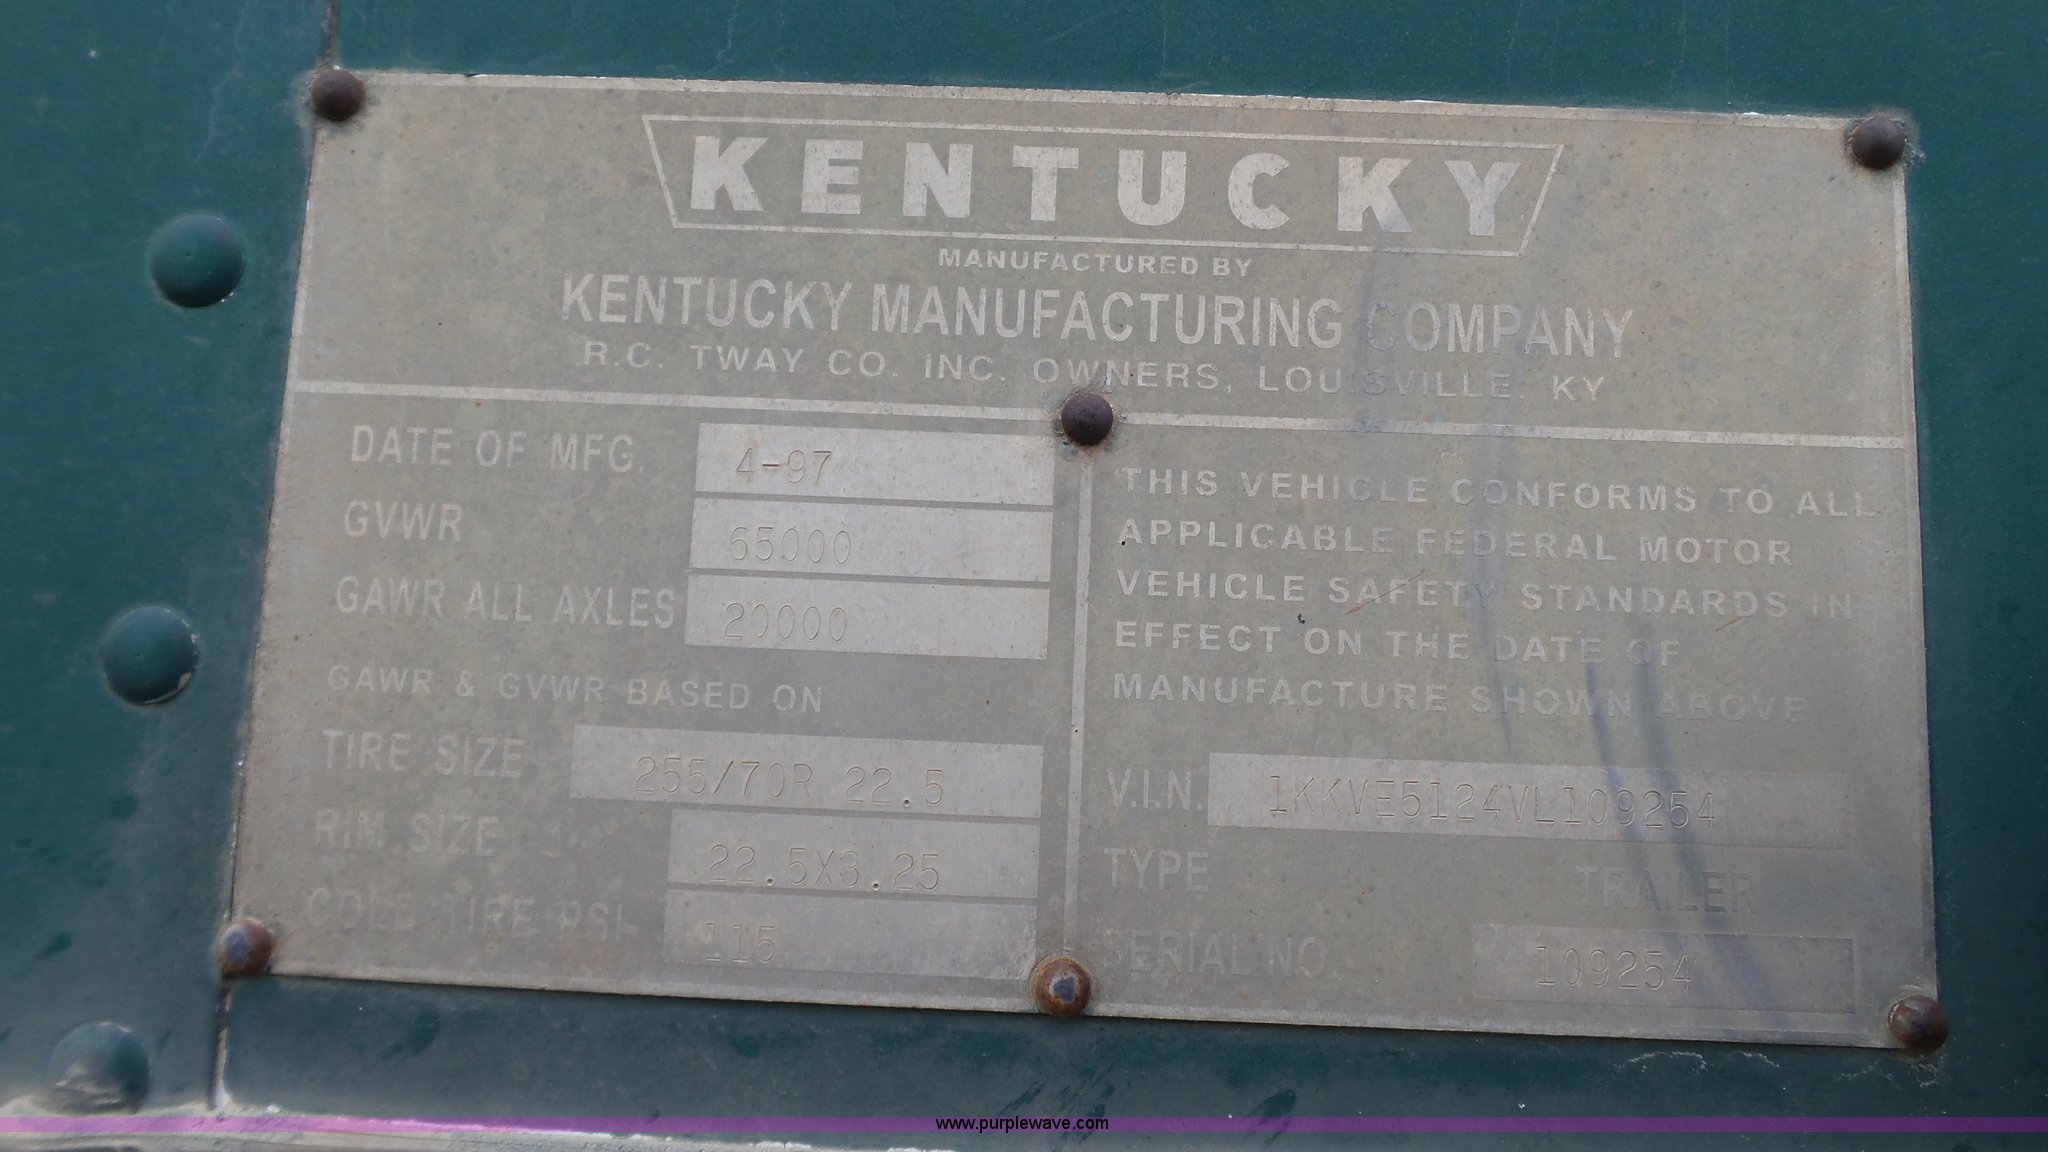 KENTUCKY
MANUFACTURED BY
KENTUCKY MANUFACTURING COMPANY
R.C. TWAY CO. INC. OWNERS, LOUISVILLE, KY
DATE OF MFG. 4-97
GVWR 65000
GAWR ALL AXLES 20000
GAWR & GVWR BASED ON
TIRE SIZE 255/70R 22.5
RIM SIZE 22.5X8.25
COLD TIRE PSI- 115
THIS VEHICLE CONFORMS TO ALL
APPLICABLE FEDERAL MOTOR
VEHICLE SAFETY STANDARDS IN
EFFECT ON THE DATE OF
MANUFACTURE SHOWN ABOVE
V.I.N. 1KKVE5124VL109254
TYPE TRAILER
SERIAL NO. 109254
www.purplewave.com